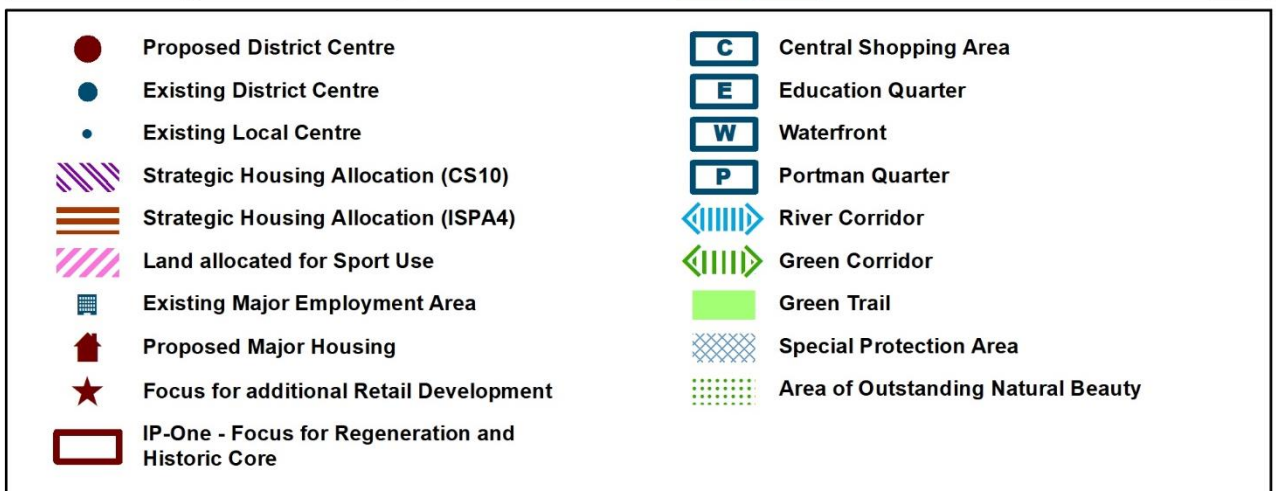 Proposed District Centre
Existing District Centre
Existing Local Centre
Strategic Housing Allocation (CS10)
Strategic Housing Allocation (ISPA4)
Land allocated for Sport Use
Existing Major Employment Area
Proposed Major Housing
Focus for additional Retail Development
IP-One - Focus for Regeneration and
Historic Core
C Central Shopping Area
E Education Quarter
W Waterfront
P Portman Quarter
River Corridor
Green Corridor
Green Trail
Special Protection Area
Area of Outstanding Natural Beauty